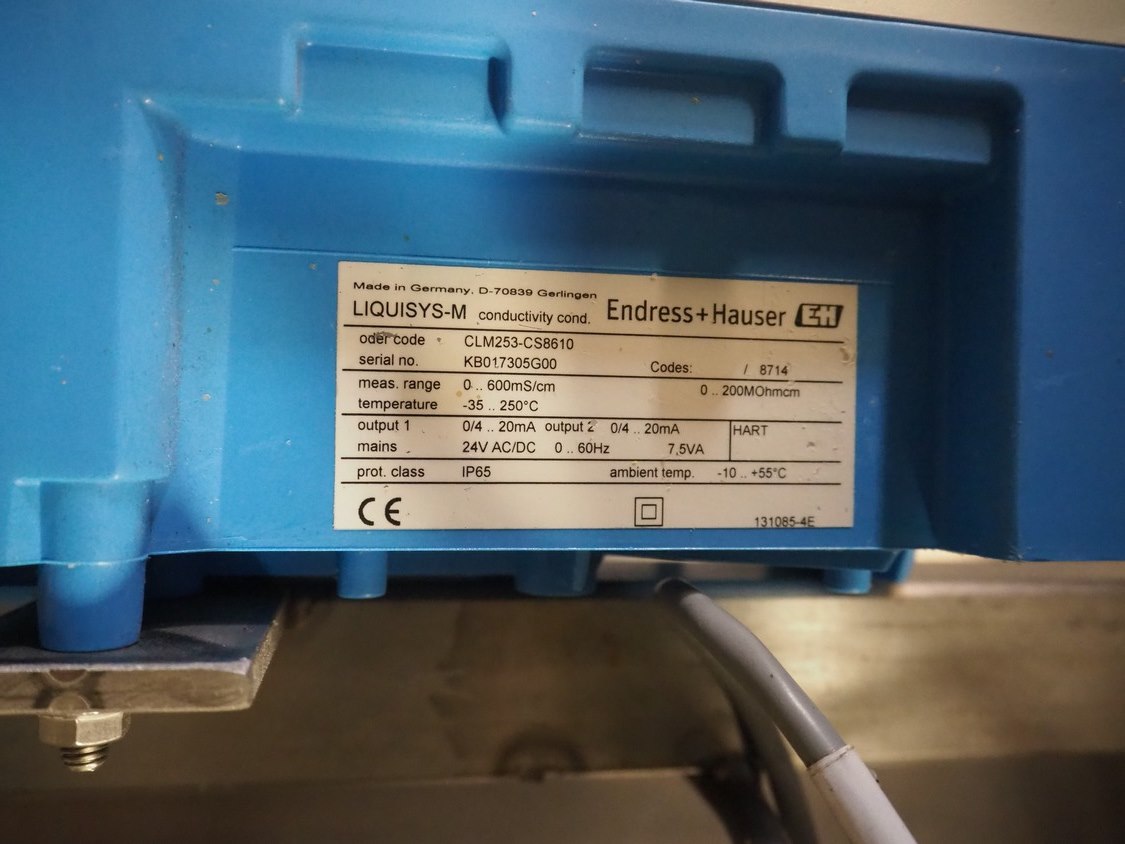 Made in Germany. D-70839 Gerlingen
LIQUISYS-M conductivity cond. Endress+Hauser EH
oder code CLM253-CS8610
serial no. KB017305G00 Codes: / 8714
meas. range 0 .. 600mS/cm 0 .. 200MOhmcm
temperature -35 .. 250°C
output 1 0/4 .. 20mA output 2 0/4 .. 20mA HART
mains 24V AC/DC 0 .. 60Hz 7,5VA
prot. class IP65 ambient temp. -10 .. +55°C
CE 131085-4E